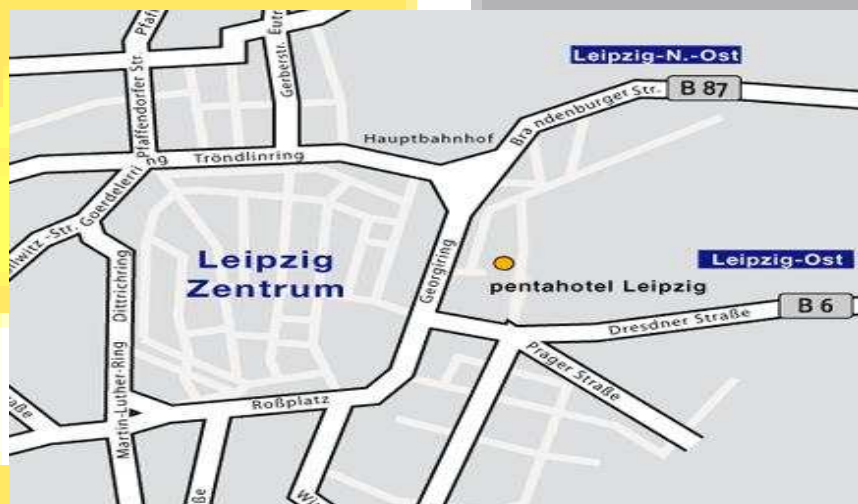 Pfaffendorfer Str.
Gerberstr.
Leipzig-N.-Ost
B 87
Brandenburger Str.
Hauptbahnhof
Tröndlinring
Goerdelerring
Leipzig
Zentrum
Dittrichring
Georgiring
pentahotel Leipzig
Leipzig-Ost
B 6
Dresdner Straße
Prager Straße
Martin-Luther-Ring
Roßplatz